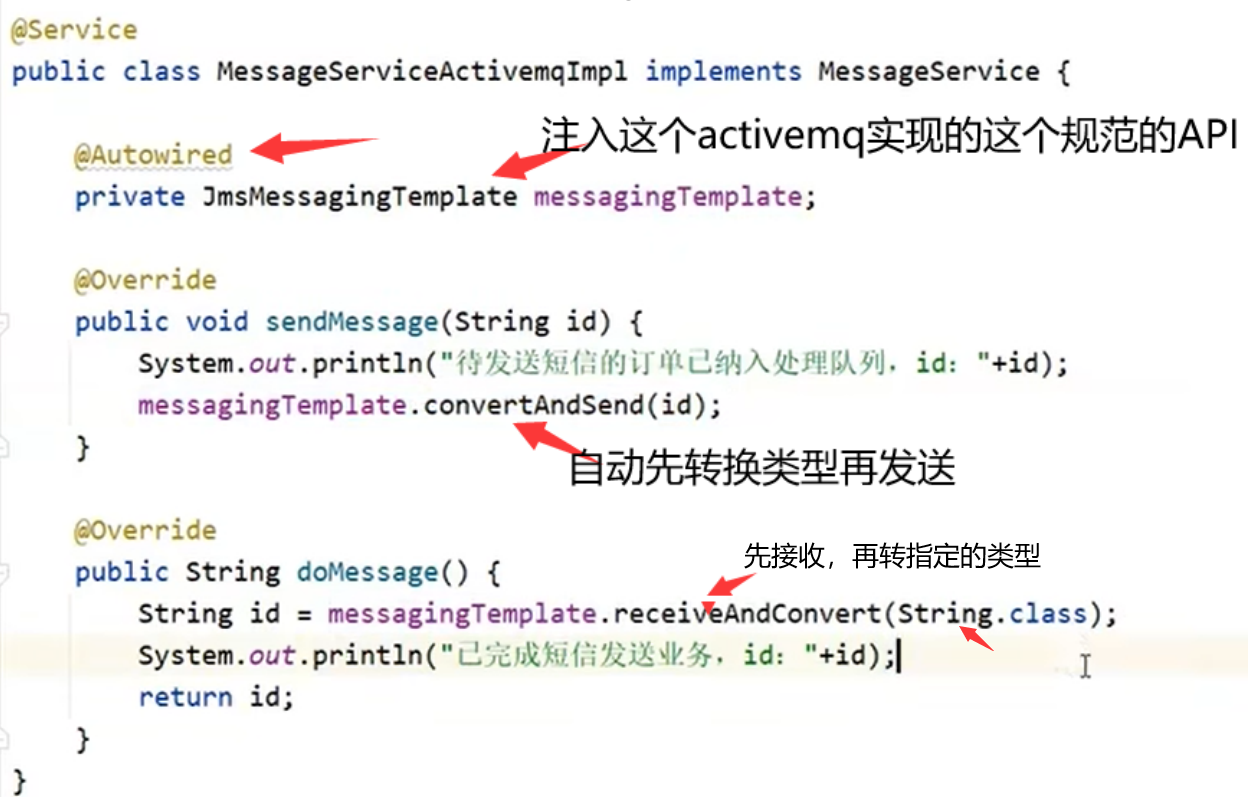 @Service
public class MessageServiceActivemqImpl implements MessageService {
注入这个activemq实现的这个规范的API
@Autowired
private JmsMessagingTemplate messagingTemplate;
@Override
public void sendMessage(String id) {
System.out.println("待发送短信的订单已纳入处理队列，id："+id);
messagingTemplate.convertAndSend(id);
}
自动先转换类型再发送
@Override
public String doMessage() {
先接收，再转指定的类型
String id = messagingTemplate.receiveAndConvert(String.class);
System.out.println("已完成短信发送业务，id："+id);
return id;
}
}